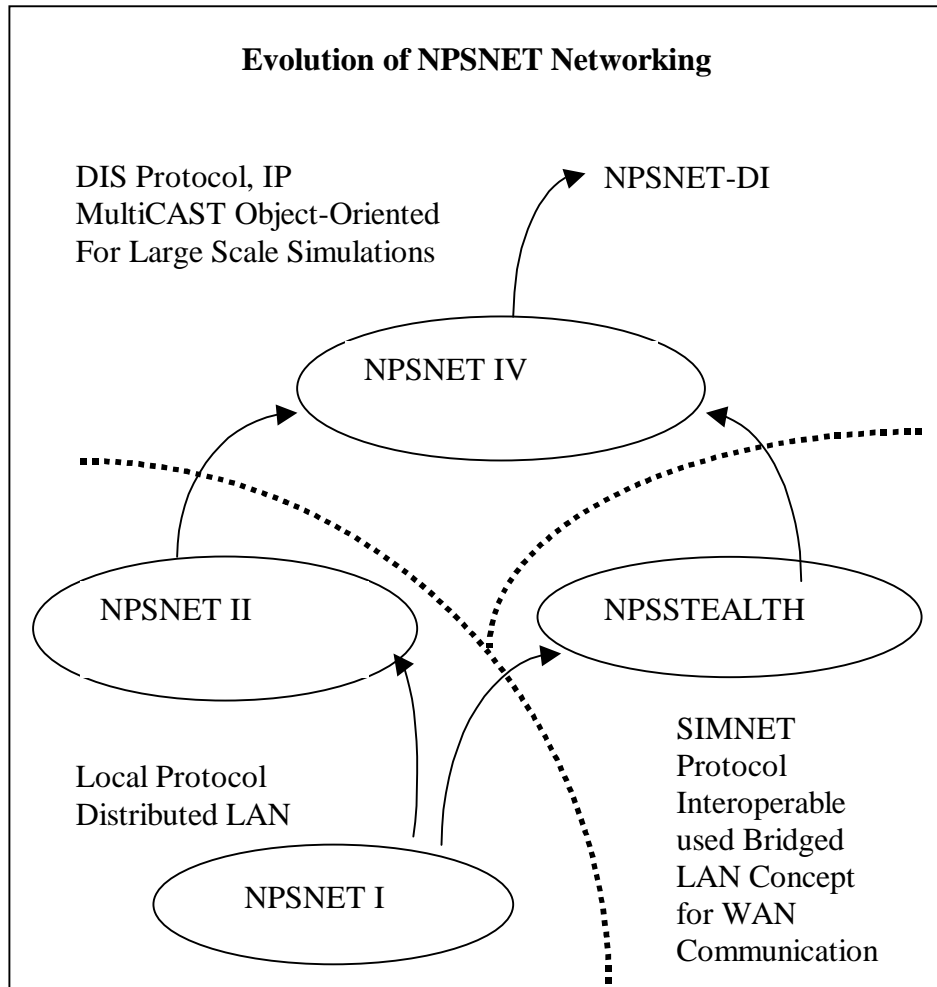 Evolution of NPSNET Networking
DIS Protocol, IP
MultiCAST Object-Oriented
For Large Scale Simulations
NPSNET-DI
NPSNET IV
NPSNET II
NPSSTEALTH
Local Protocol
Distributed LAN
SIMNET
Protocol
Interoperable
used Bridged
LAN Concept
for WAN
Communication
NPSNET I